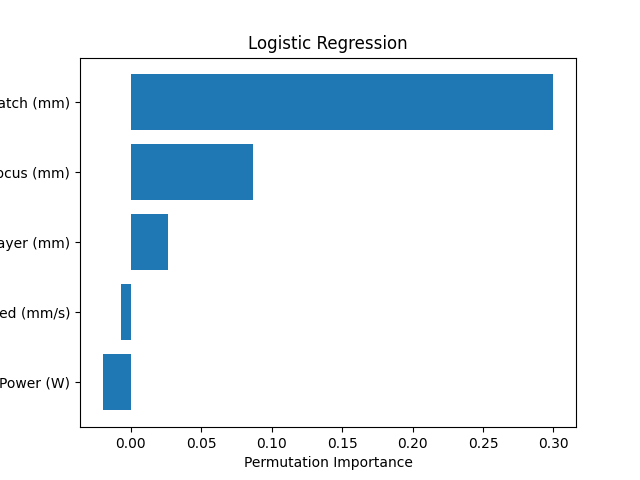 Logistic Regression
atch (mm)
ocus (mm)
ayer (mm)
ed (mm/s)
Power (W)
0.00 0.05 0.10 0.15 0.20 0.25 0.30
Permutation Importance